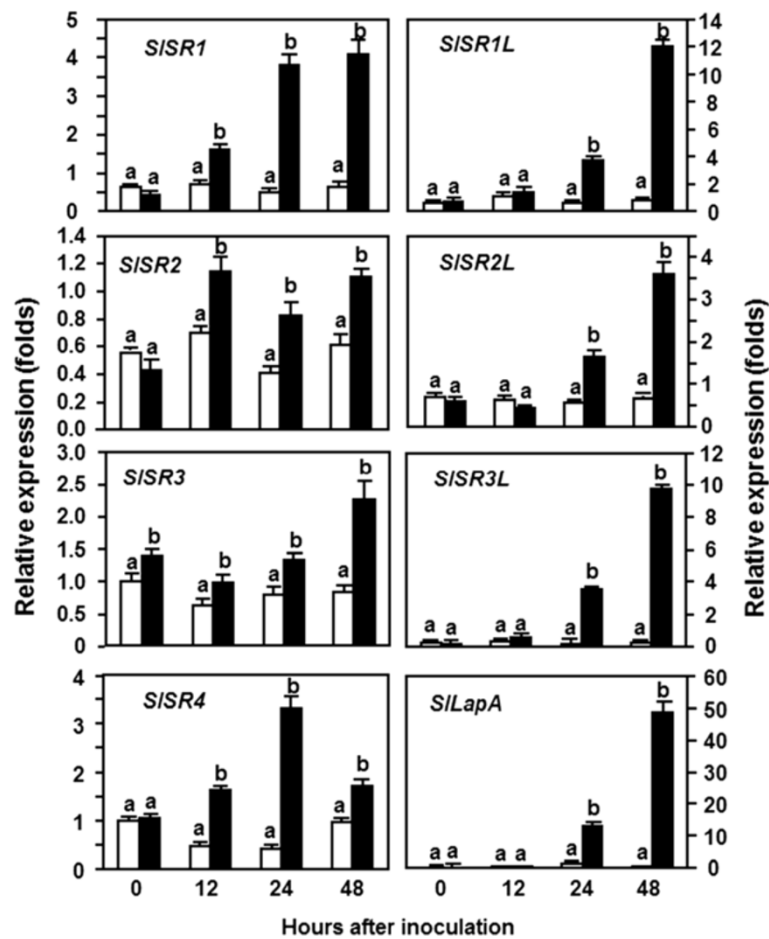 SlSR1
5
4
3
2
1
0
a a a b a b a b
SlSR1L
14
12
10
8
6
4
2
0
a a a a a b a b
SlSR2
1.4
1.2
1.0
0.8
0.6
0.4
0.2
0.0
a a a b a b a b
SlSR2L
4
3
2
1
0
a a a a a b a b
SlSR3
3.0
2.5
2.0
1.5
1.0
0.5
0
a b a b a b a b
SlSR3L
12
10
8
6
4
2
0
a a a a a b a b
SlSR4
4
3
2
1
0
a a a b a b a b
SlLapA
60
50
40
30
20
10
0
a a a a a b a b
0 12 24 48
0 12 24 48
Relative expression (folds)
Relative expression (folds)
Hours after inoculation